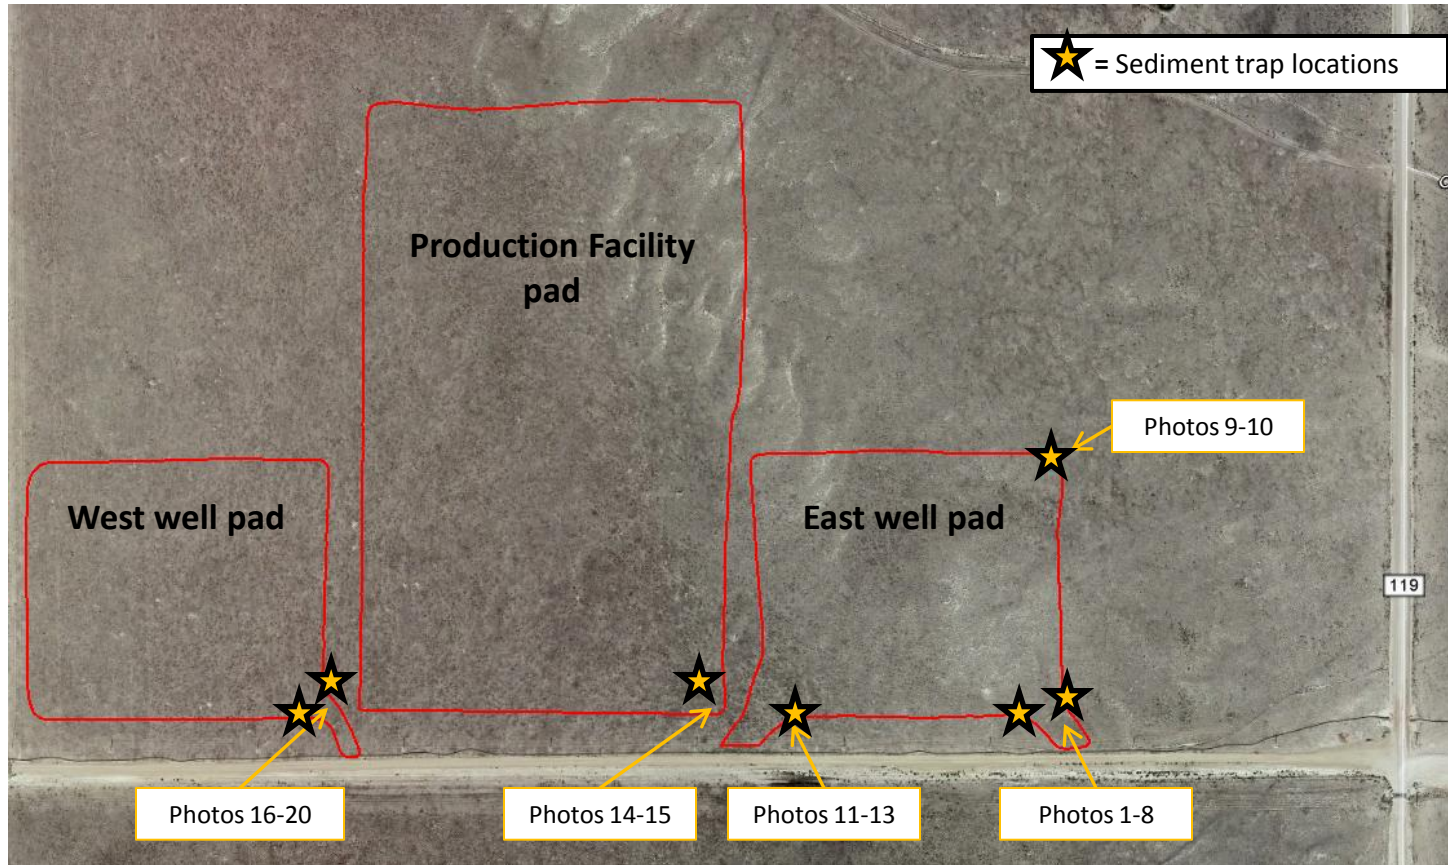 = Sediment trap locations
Production Facility
pad
Photos 9-10
West well pad
East well pad
119
Photos 16-20
Photos 14-15
Photos 11-13
Photos 1-8